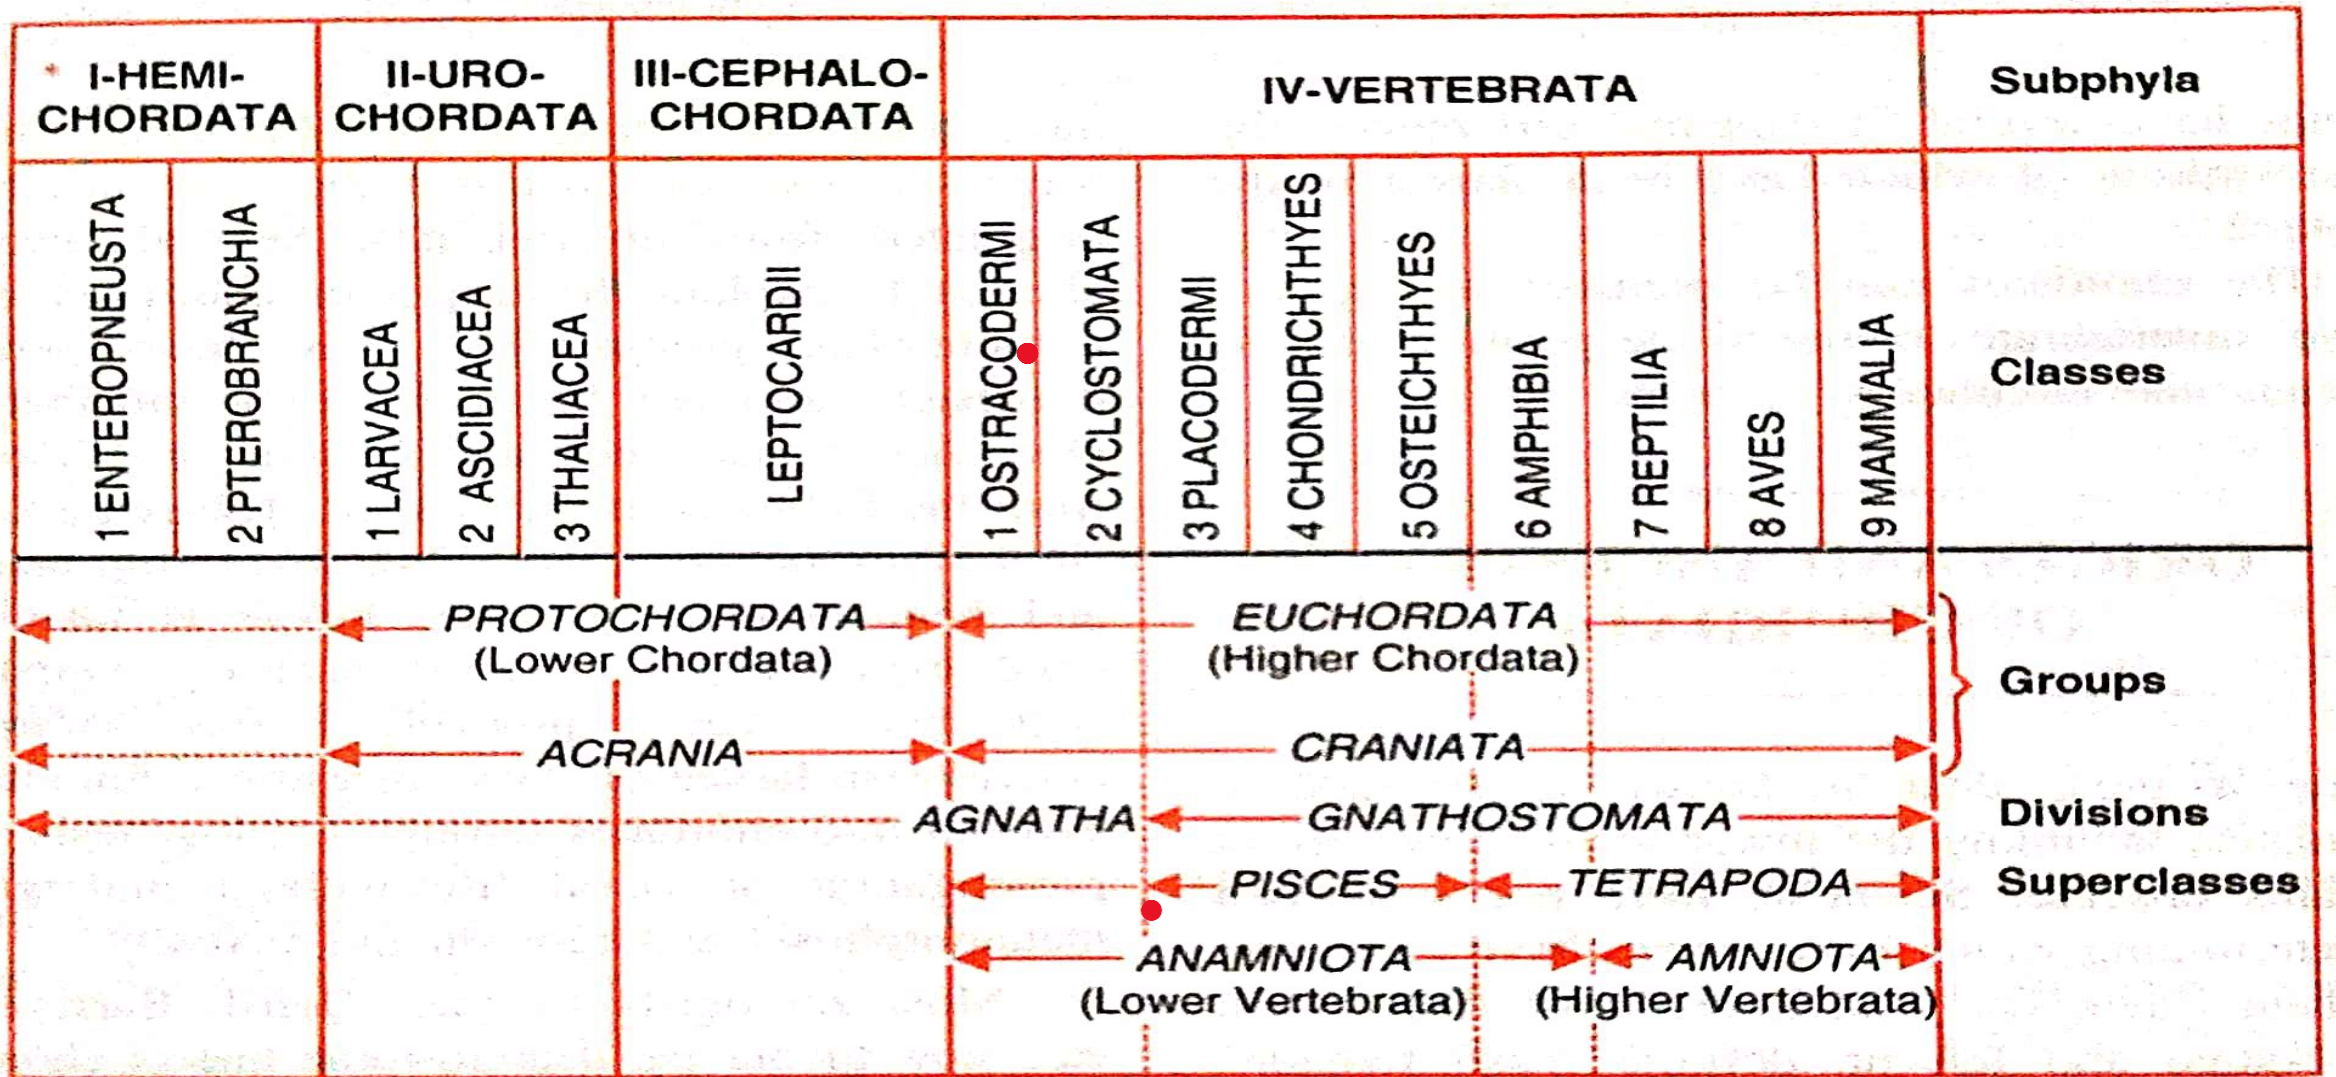 I-HEMI-
CHORDATA
II-URO-
CHORDATA
III-CEPHALO-
CHORDATA
IV-VERTEBRATA
Subphyla
1 ENTEROPNEUSTA
2 PTEROBRANCHIA
1 LARVACEA
2 ASCIDIACEA
3 THALIACEA
LEPTOCARDII
1 OSTRACODERMI
2 CYCLOSTOMATA
3 PLACODERMI
4 CHONDRICHTHYES
5 OSTEICHTHYES
6 AMPHIBIA
7 REPTILIA
8 AVES
9 MAMMALIA
Classes
PROTOCHORDATA
(Lower Chordata)
EUCHORDATA
(Higher Chordata)
Groups
ACRANIA
CRANIATA
AGNATHA
GNATHOSTOMATA
Divisions
PISCES
TETRAPODA
Superclasses
ANAMNIOTA
(Lower Vertebrata)
AMNIOTA
(Higher Vertebrata)